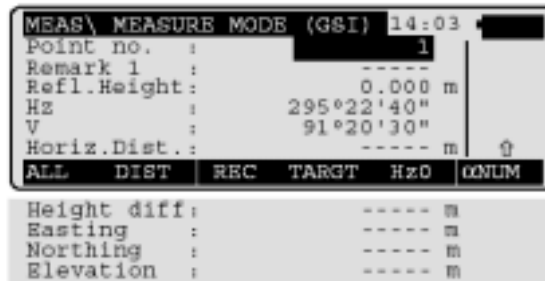 MEAS\ MEASURE MODE (GSI) 14:03
Point no. : 1
Remark 1 : -----
Refl.Height: 0.000 m
Hz : 295°22'40"
V : 91°20'30"
Horiz.Dist.: ----- m ⇧
ALL DIST REC TARGT Hz0 αNUM
Height diff: ----- m
Easting : ----- m
Northing : ----- m
Elevation : ----- m